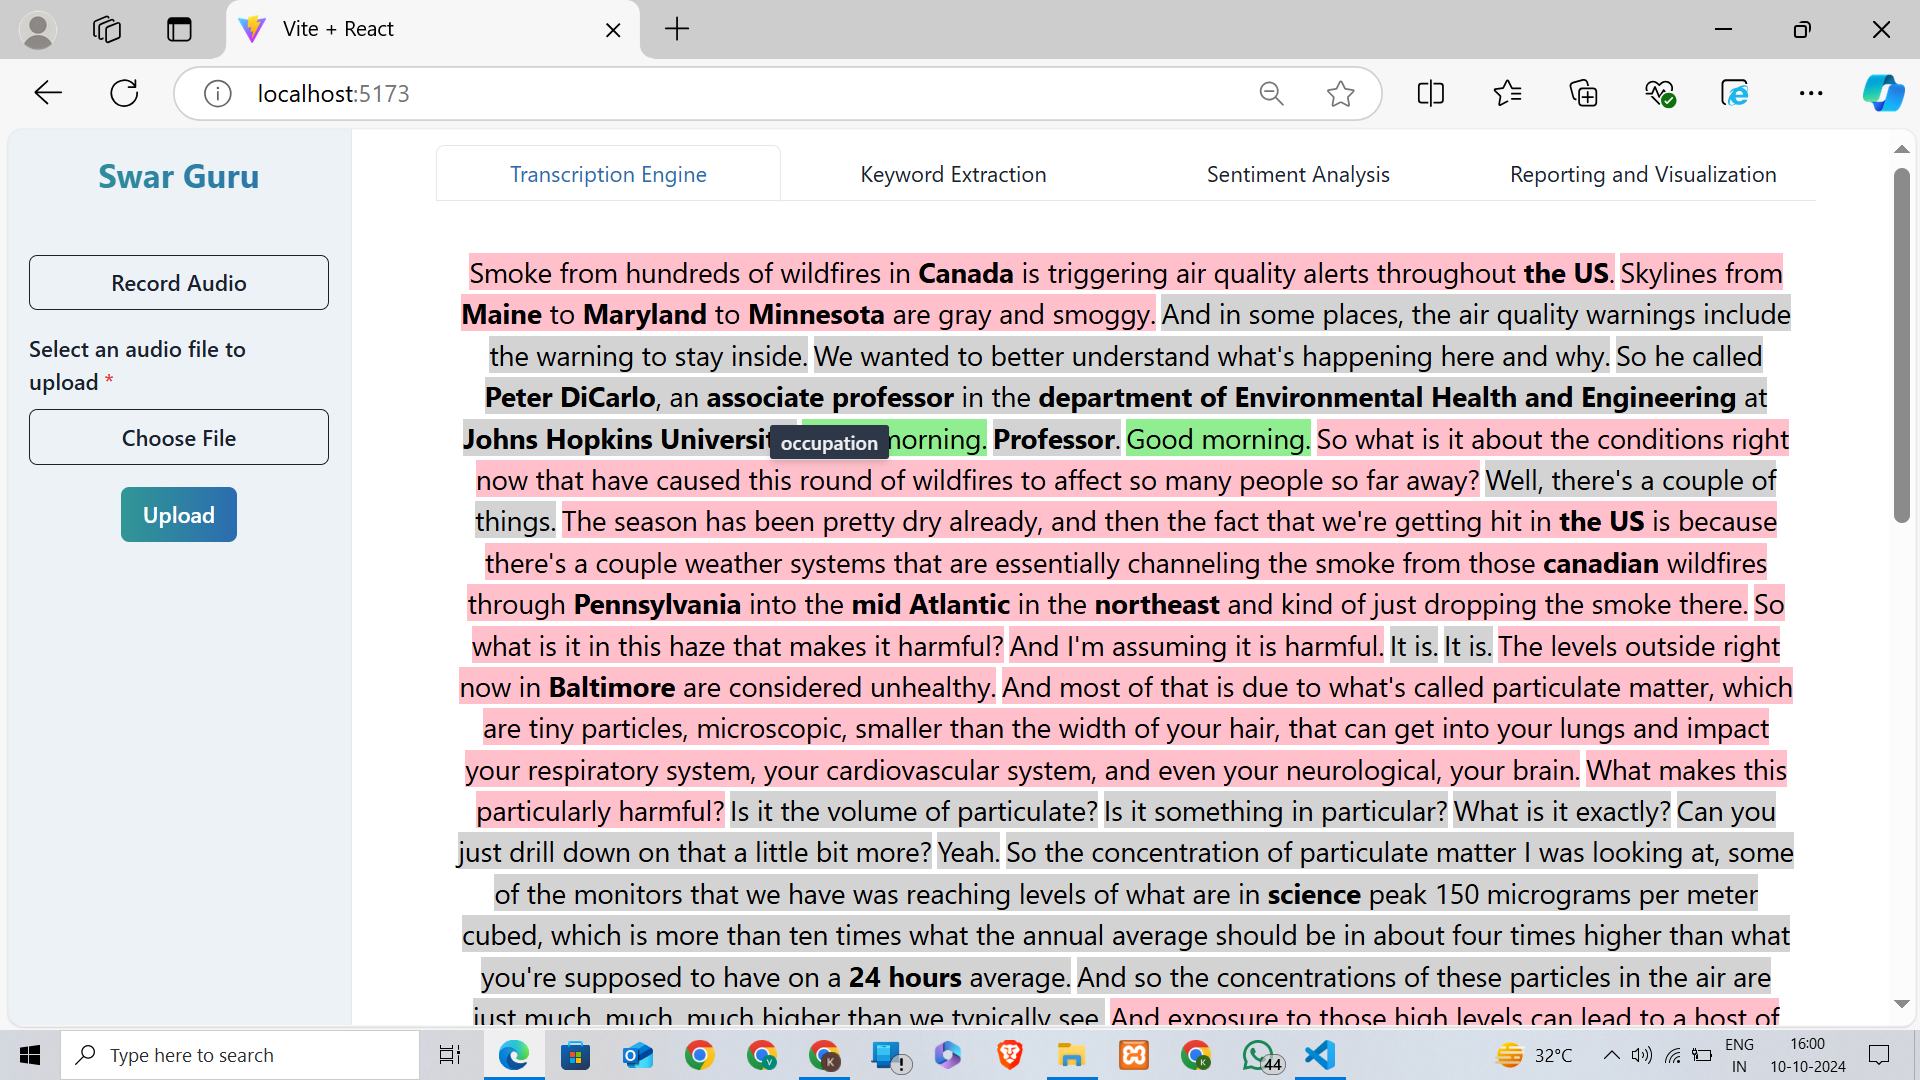 Vite + React
localhost:5173
Swar Guru
Record Audio
Select an audio file to
upload *
Choose File
Upload
Transcription Engine
Keyword Extraction
Sentiment Analysis
Reporting and Visualization
Smoke from hundreds of wildfires in Canada is triggering air quality alerts throughout the US. Skylines from
Maine to Maryland to Minnesota are gray and smoggy. And in some places, the air quality warnings include
the warning to stay inside. We wanted to better understand what's happening here and why. So he called
Peter DiCarlo, an associate professor in the department of Environmental Health and Engineering at
Johns Hopkins Universit occupation morning. Professor. Good morning. So what is it about the conditions right
now that have caused this round of wildfires to affect so many people so far away? Well, there's a couple of
things. The season has been pretty dry already, and then the fact that we're getting hit in the US is because
there's a couple weather systems that are essentially channeling the smoke from those canadian wildfires
through Pennsylvania into the mid Atlantic in the northeast and kind of just dropping the smoke there. So
what is it in this haze that makes it harmful? And I'm assuming it is harmful. It is. It is. The levels outside right
now in Baltimore are considered unhealthy. And most of that is due to what's called particulate matter, which
are tiny particles, microscopic, smaller than the width of your hair, that can get into your lungs and impact
your respiratory system, your cardiovascular system, and even your neurological, your brain. What makes this
particularly harmful? Is it the volume of particulate? Is it something in particular? What is it exactly? Can you
just drill down on that a little bit more? Yeah. So the concentration of particulate matter I was looking at, some
of the monitors that we have was reaching levels of what are in science peak 150 micrograms per meter
cubed, which is more than ten times what the annual average should be in about four times higher than what
you're supposed to have on a 24 hours average. And so the concentrations of these particles in the air are
just much, much, much higher than we typically see. And exposure to those high levels can lead to a host of
Type here to search
44
32°C
ENG
IN
16:00
10-10-2024